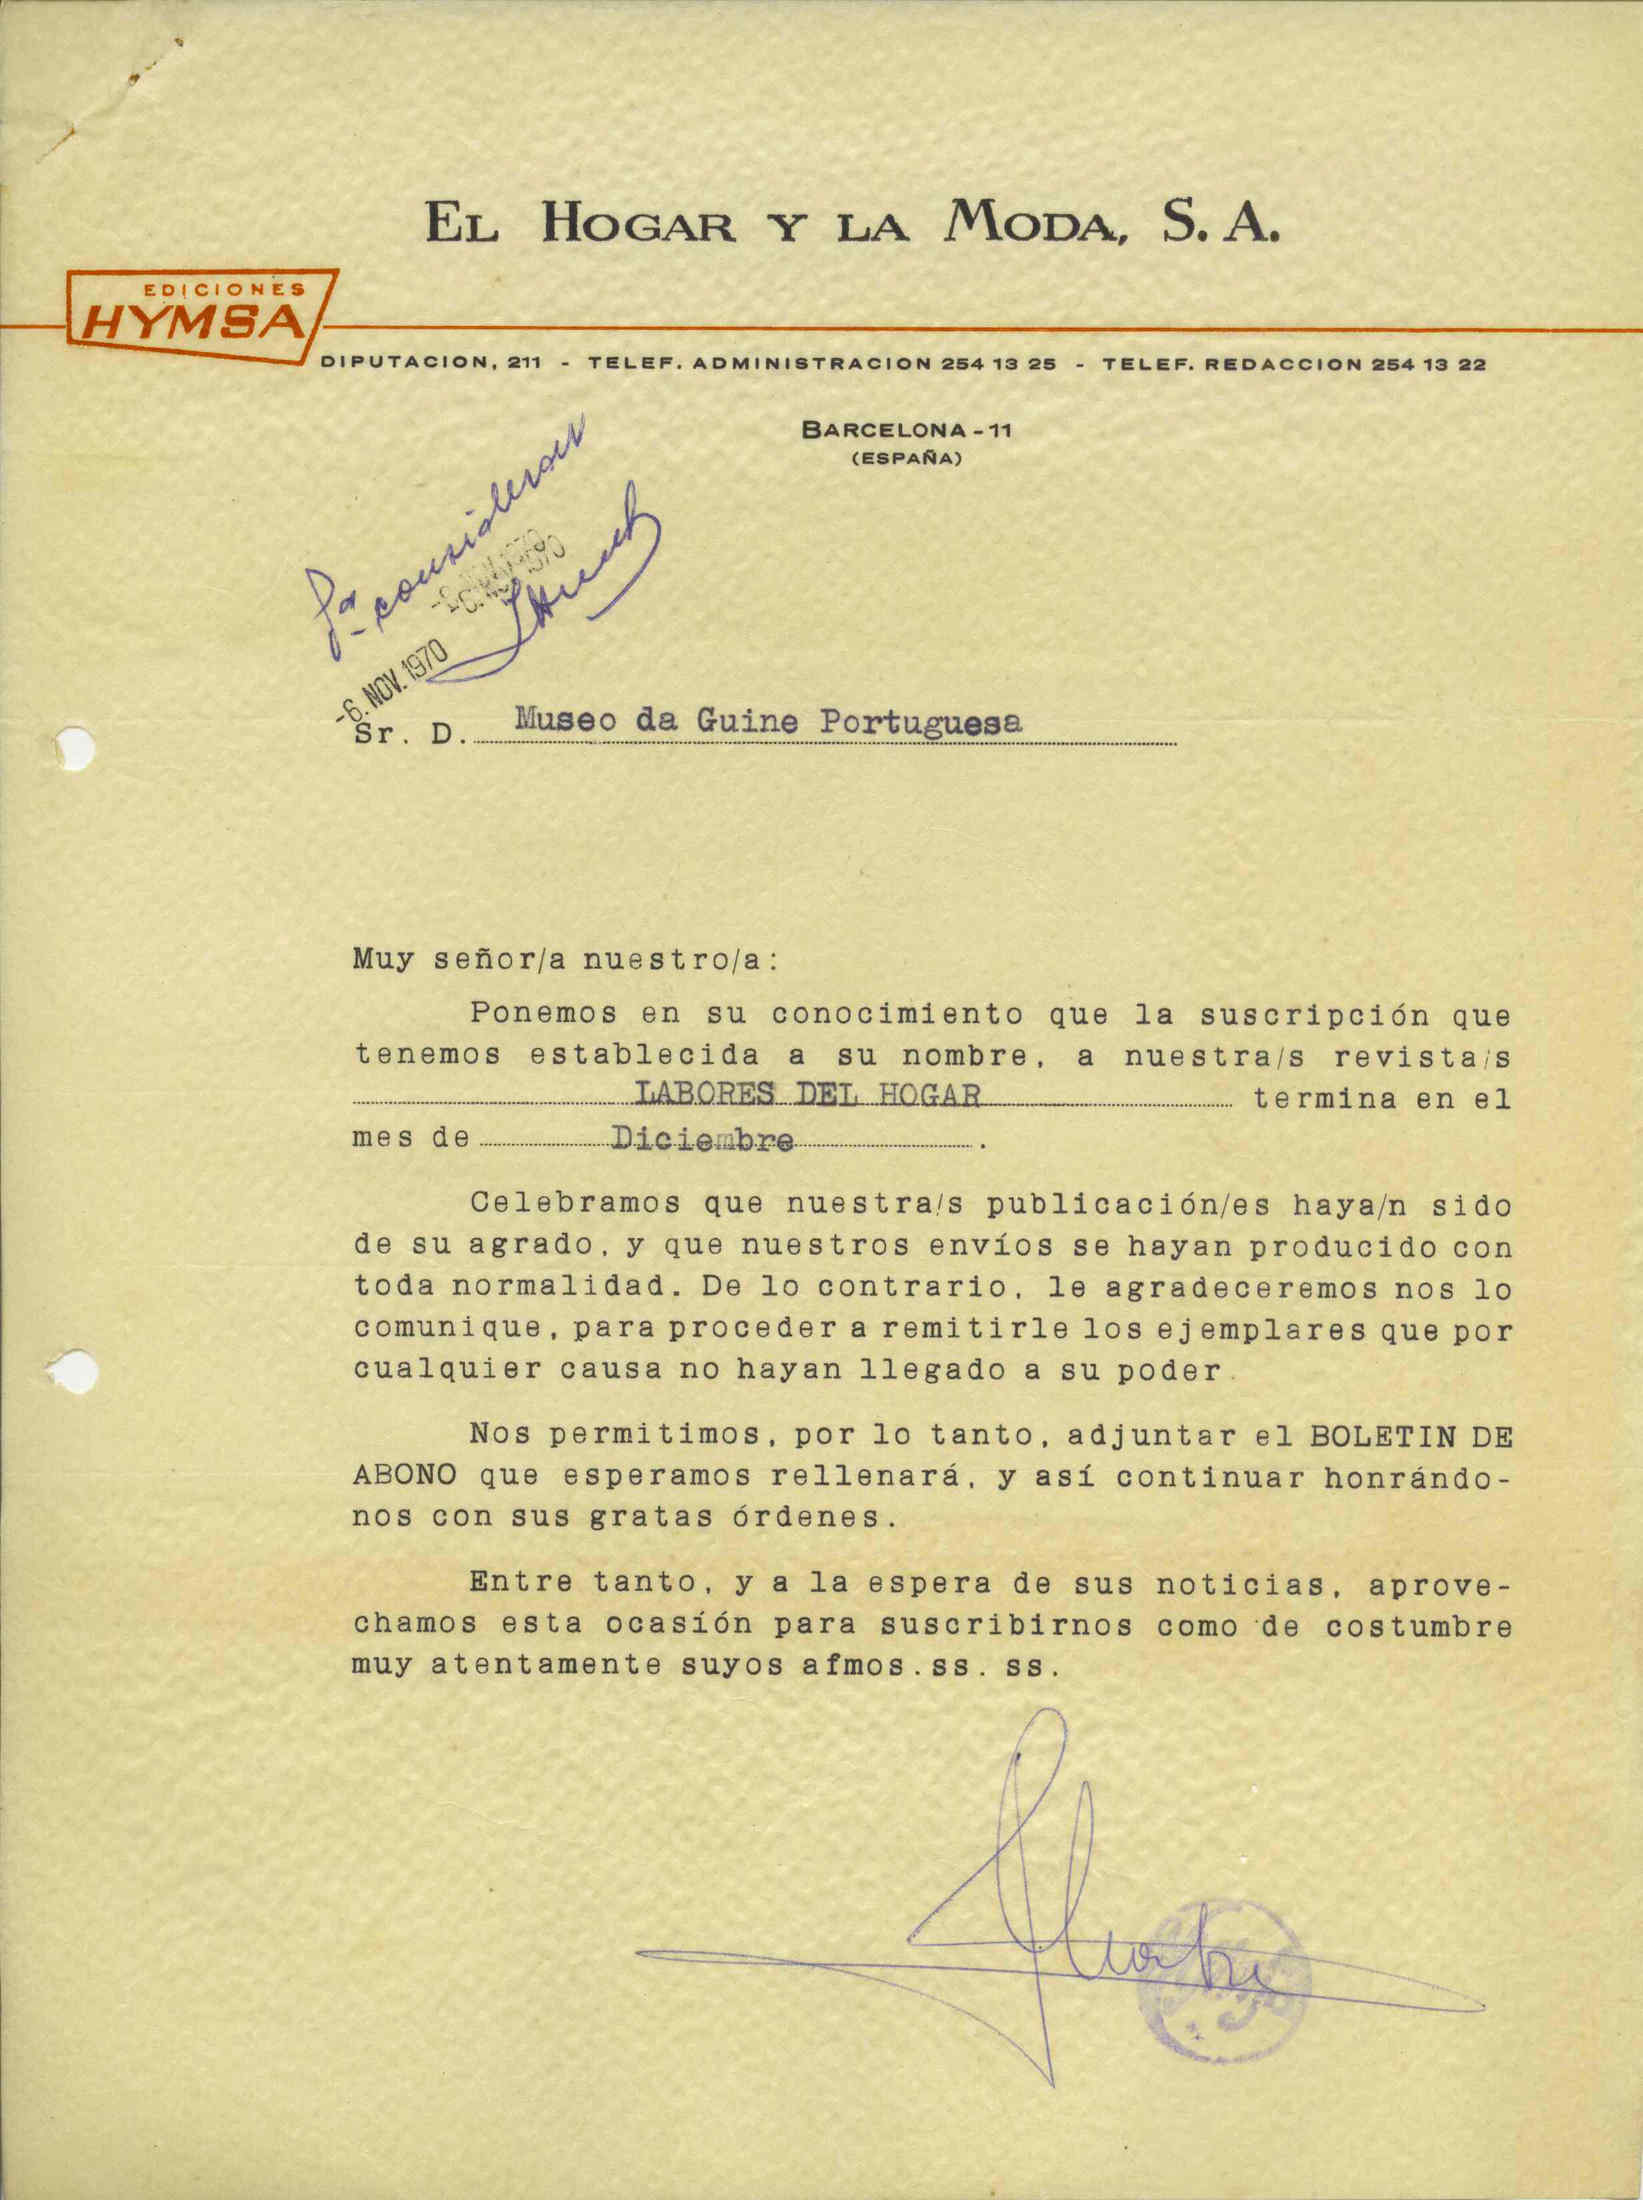 EL HOGAR Y LA MODA, S. A.
EDICIONES
HYMSA
DIPUTACION, 211 - TELEF. ADMINISTRACION 254 13 25 - TELEF. REDACCION 254 13 22
BARCELONA-11
(ESPAÑA)
considerar
-6. NOV. 1970
Sr. D. Museo da Guine Portuguesa
Muy señor/a nuestro/a:
Ponemos en su conocimiento que la suscripción que
tenemos establecida a su nombre, a nuestra/s revista/s
LABORES DEL HOGAR termina en el
mes de Diciembre .
Celebramos que nuestra/s publicación/es haya/n sido
de su agrado, y que nuestros envíos se hayan producido con
toda normalidad. De lo contrario, le agradeceremos nos lo
comunique, para proceder a remitirle los ejemplares que por
cualquier causa no hayan llegado a su poder.
Nos permitimos, por lo tanto, adjuntar el BOLETIN DE
ABONO que esperamos rellenará, y así continuar honrándo-
nos con sus gratas órdenes.
Entre tanto, y a la espera de sus noticias, aprove-
chamos esta ocasíón para suscribirnos como de costumbre
muy atentamente suyos afmos. ss. ss.